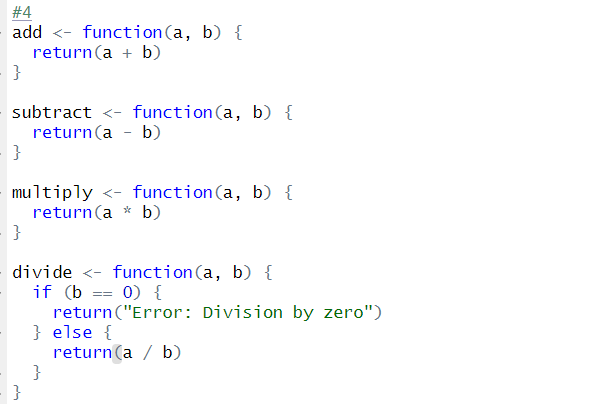 #4
add <- function(a, b) {
  return(a + b)
}

subtract <- function(a, b) {
  return(a - b)
}

multiply <- function(a, b) {
  return(a * b)
}

divide <- function(a, b) {
  if (b == 0) {
    return("Error: Division by zero")
  } else {
    return(a / b)
  }
}